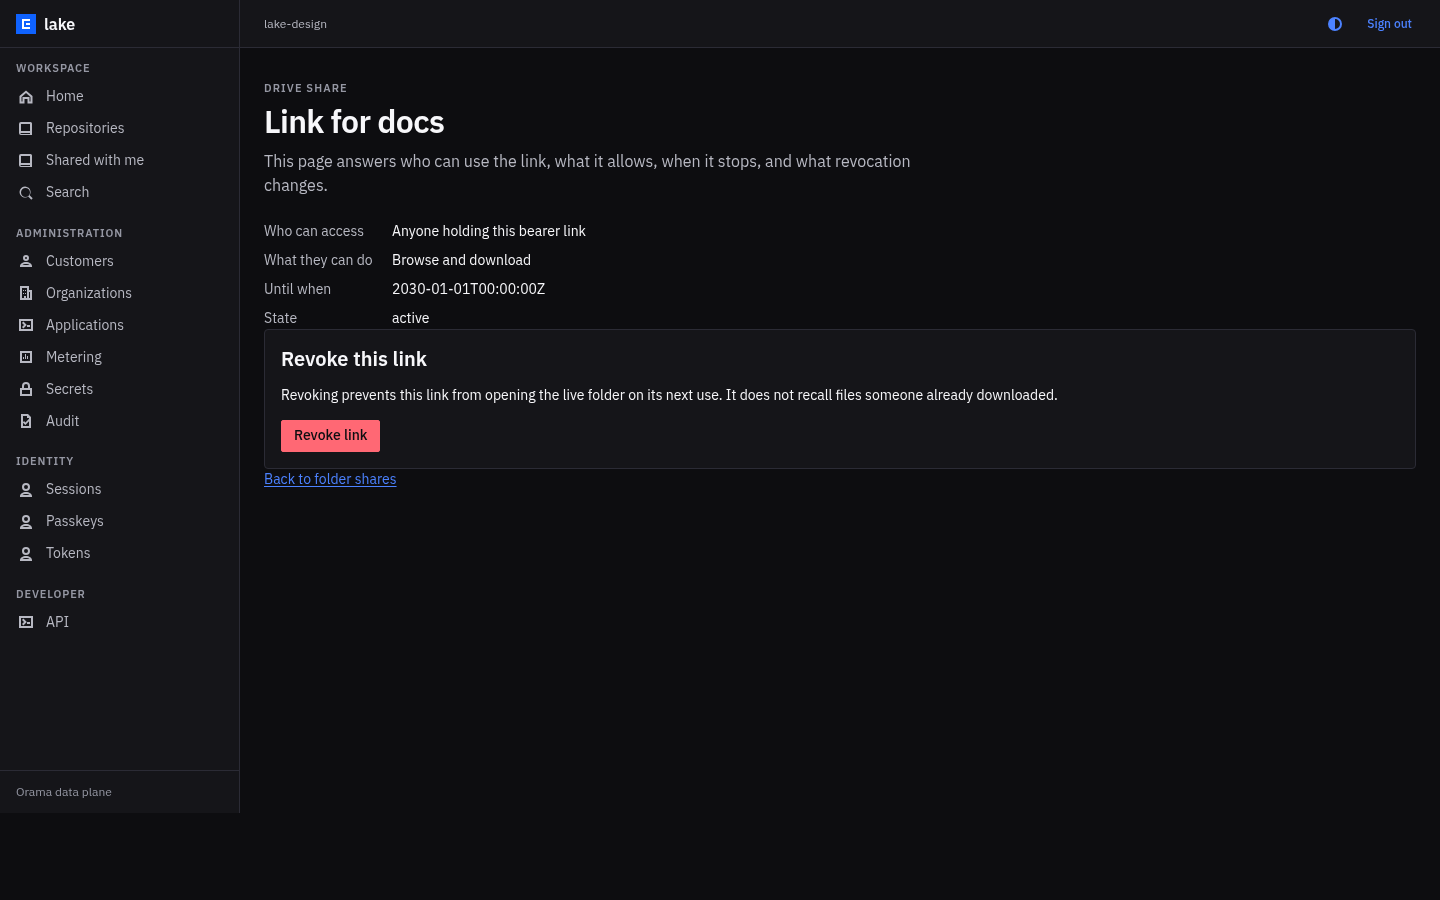 lake
lake-design
Sign out
WORKSPACE
Home
Repositories
Shared with me
Search
ADMINISTRATION
Customers
Organizations
Applications
Metering
Secrets
Audit
IDENTITY
Sessions
Passkeys
Tokens
DEVELOPER
API
Orama data plane
DRIVE SHARE
Link for docs
This page answers who can use the link, what it allows, when it stops, and what revocation
changes.
Who can access Anyone holding this bearer link
What they can do Browse and download
Until when 2030-01-01T00:00:00Z
State active
Revoke this link
Revoking prevents this link from opening the live folder on its next use. It does not recall files someone already downloaded.
Revoke link
Back to folder shares